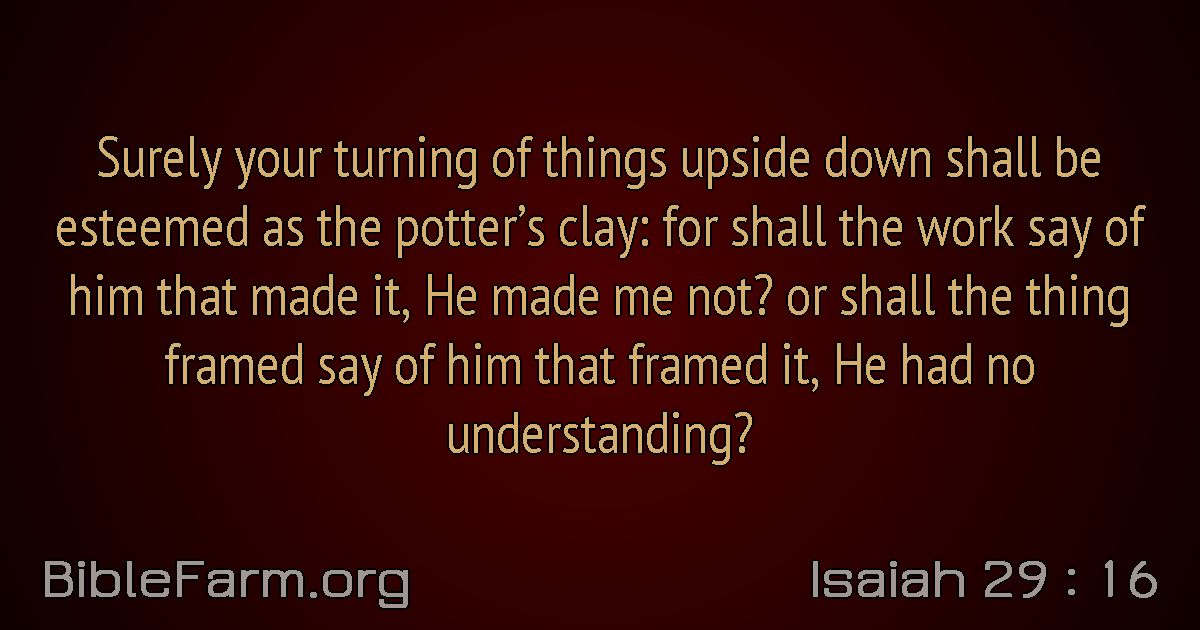 Surely your turning of things upside down shall be
esteemed as the potter’s clay: for shall the work say of
him that made it, He made me not? or shall the thing
framed say of him that framed it, He had no
understanding?
BibleFarm.org
Isaiah 29 : 16